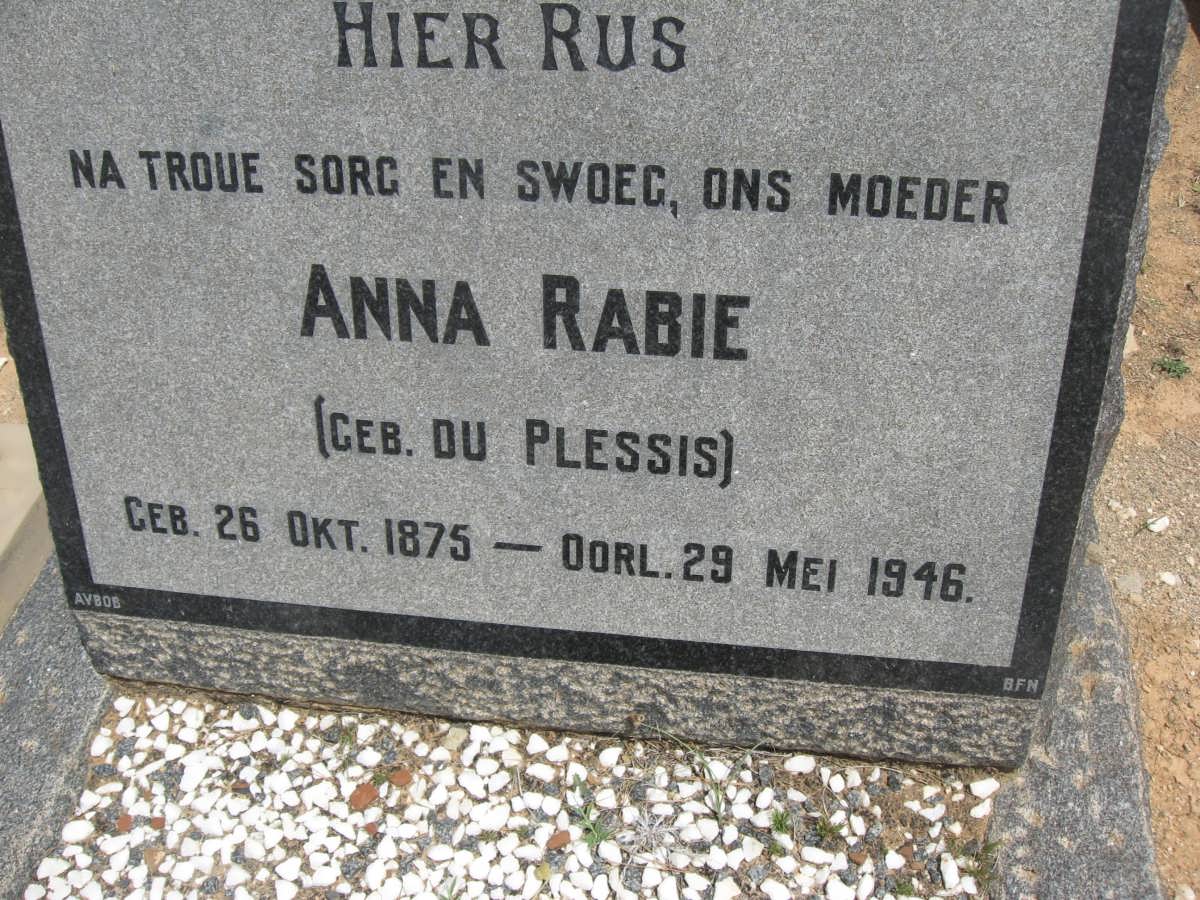 HIER RUS
NA TROUE SORG EN SWOEG, ONS MOEDER
ANNA RABIE
(GEB. DU PLESSIS)
GEB. 26 OKT. 1875 — OORL. 29 MEI 1946.
AVBOB
BFN